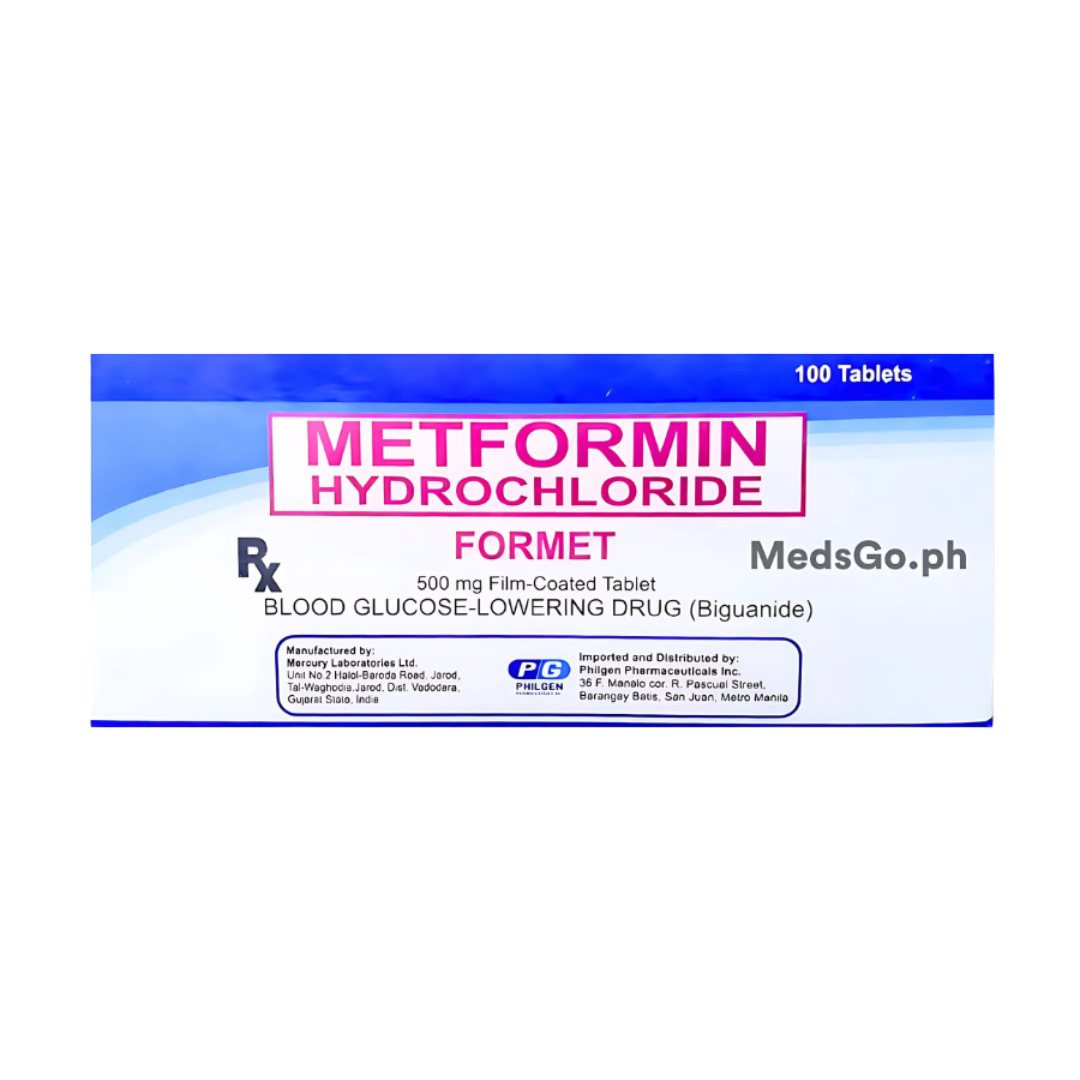 100 Tablets
METFORMIN
HYDROCHLORIDE
FORMET
Rx
MedsGo.ph
500 mg Film-Coated Tablet
BLOOD GLUCOSE-LOWERING DRUG (Biguanide)
Manufactured by:
Mercury Laboratories Ltd.
Unit No.2 Halol-Baroda Road, Jarod,
Tal-Waghodia,Jarod, Dist. Vadodara,
Gujarat State, India
PG
PHILGEN
Imported and Distributed by:
Philgen Pharmaceuticals Inc.
36 F. Manalo cor. R. Pascual Street,
Barangay Batis, San Juan, Metro Manila